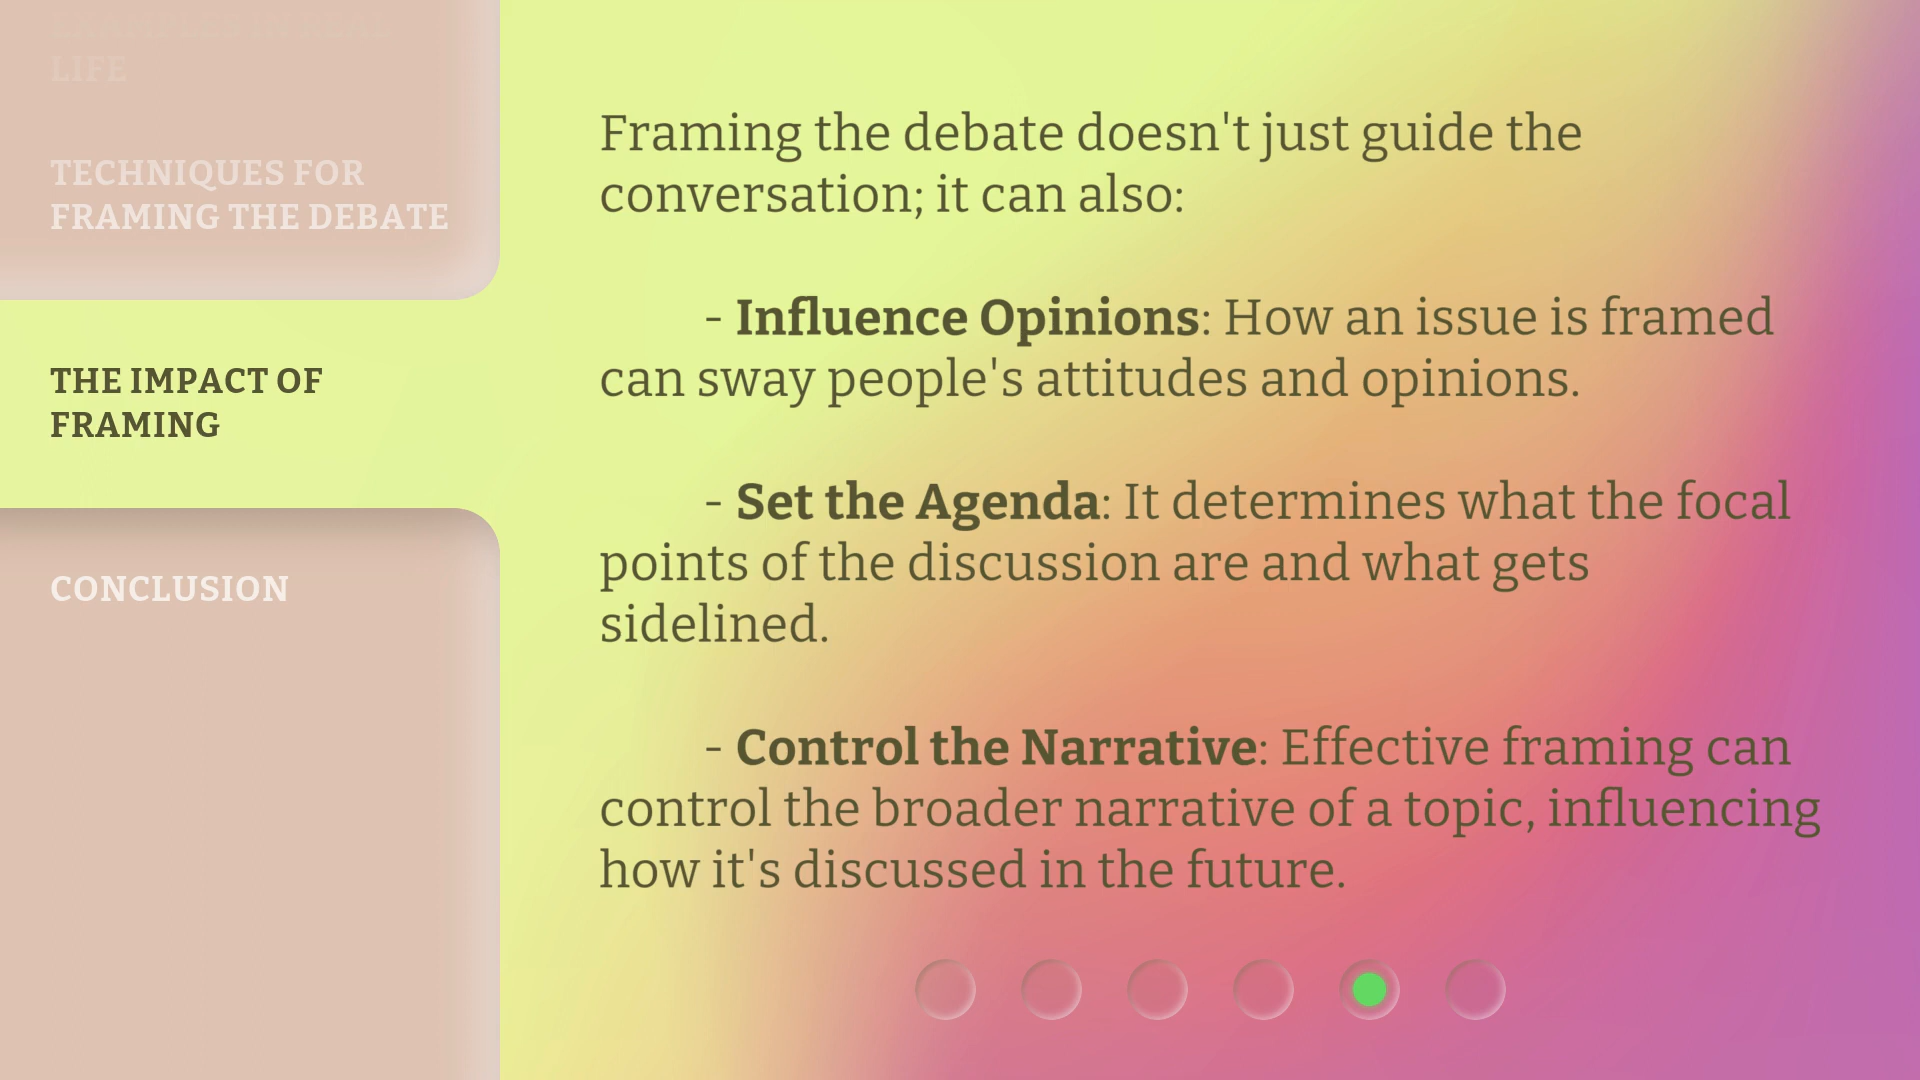 EXAMPLES IN REAL
LIFE
TECHNIQUES FOR
FRAMING THE DEBATE
THE IMPACT OF
FRAMING
CONCLUSION
Framing the debate doesn't just guide the
conversation; it can also:
- Influence Opinions: How an issue is framed
can sway people's attitudes and opinions.
- Set the Agenda: It determines what the focal
points of the discussion are and what gets
sidelined.
- Control the Narrative: Effective framing can
control the broader narrative of a topic, influencing
how it's discussed in the future.